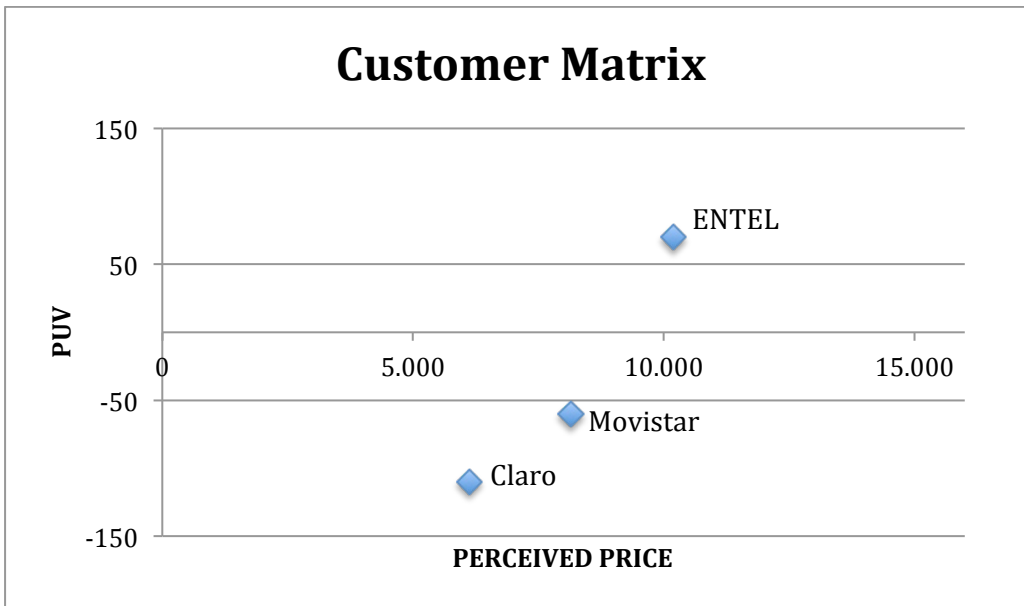 Customer Matrix
150
ENTEL
50
PUV
0
5.000
10.000
15.000
-50
Movistar
Claro
-150
PERCEIVED PRICE